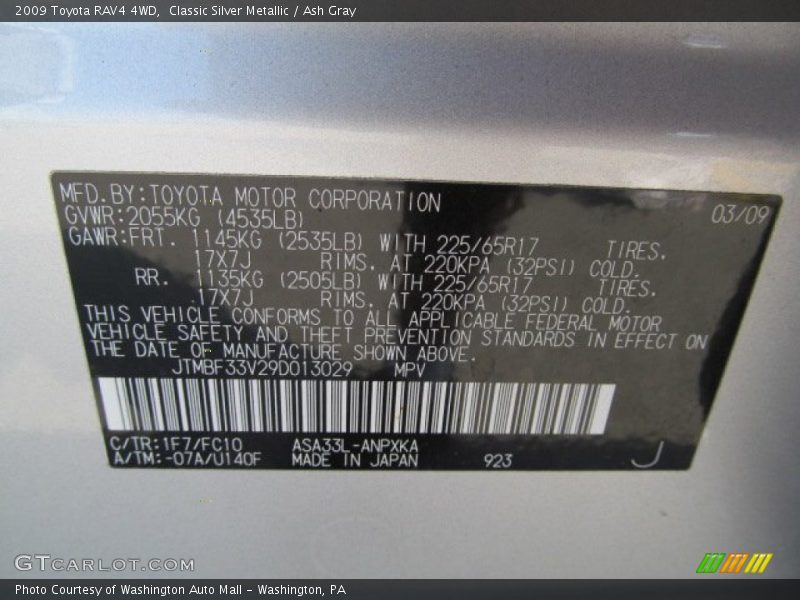 2009 Toyota RAV4 4WD, Classic Silver Metallic / Ash Gray
MFD.BY:TOYOTA MOTOR CORPORATION 03/09
GVWR:2055KG (4535LB)
GAWR:FRT. 1145KG (2535LB) WITH 225/65R17 TIRES.
17X7J RIMS. AT 220KPA (32PSI) COLD.
RR. 1135KG (2505LB) WITH 225/65R17 TIRES.
17X7J RIMS. AT 220KPA (32PSI) COLD.
THIS VEHICLE CONFORMS TO ALL APPLICABLE FEDERAL MOTOR
VEHICLE SAFETY AND THEFT PREVENTION STANDARDS IN EFFECT ON
THE DATE OF MANUFACTURE SHOWN ABOVE.
JTMBF33V29D013029 MPV
C/TR:1F7/FC10 ASA33L-ANPXKA
A/TM:-07A/U140F MADE IN JAPAN 923 J
GTCARLOT.COM
Photo Courtesy of Washington Auto Mall - Washington, PA